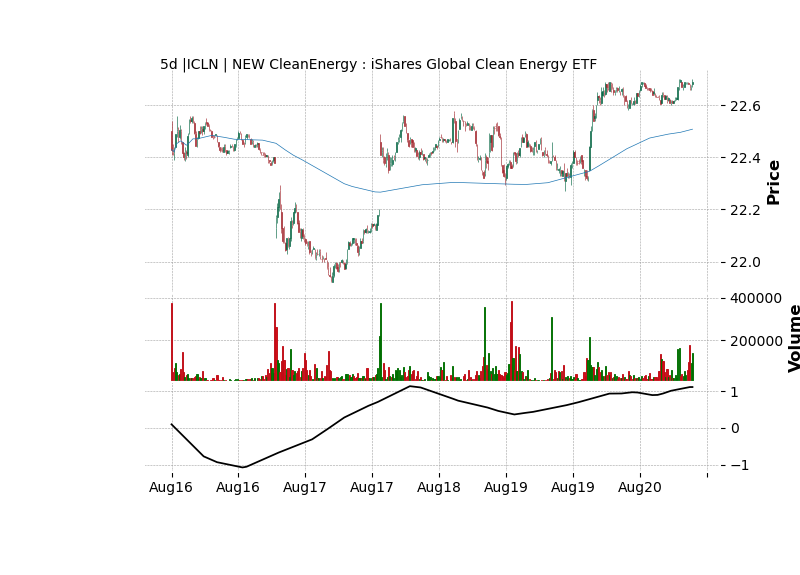 5d |ICLN | NEW CleanEnergy : iShares Global Clean Energy ETF
22.6
22.4
22.2
22.0
Price
400000
200000
Volume
1
0
−1
Aug16 Aug16 Aug17 Aug17 Aug18 Aug19 Aug19 Aug20